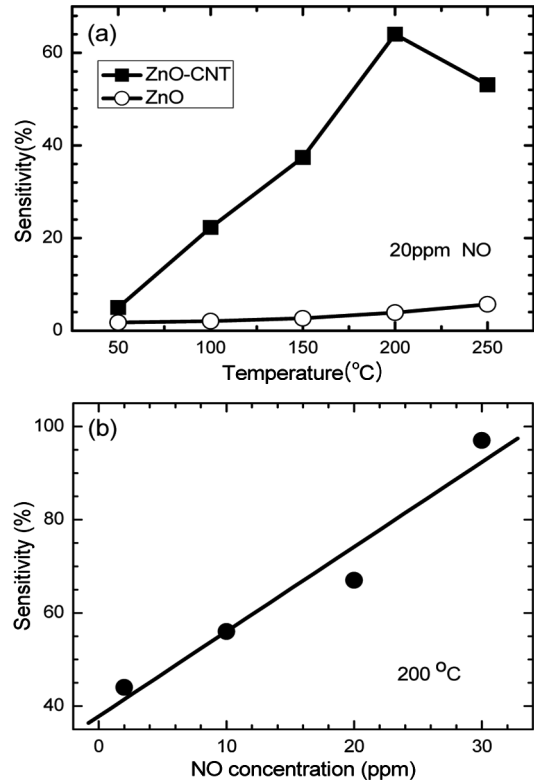 (a)
60
40
20
0
Sensitivity(%)
ZnO-CNT
ZnO
20ppm NO
50 100 150 200 250
Temperature(°C)
(b)
100
80
60
40
Sensitivity (%)
200 °C
0 10 20 30
NO concentration (ppm)